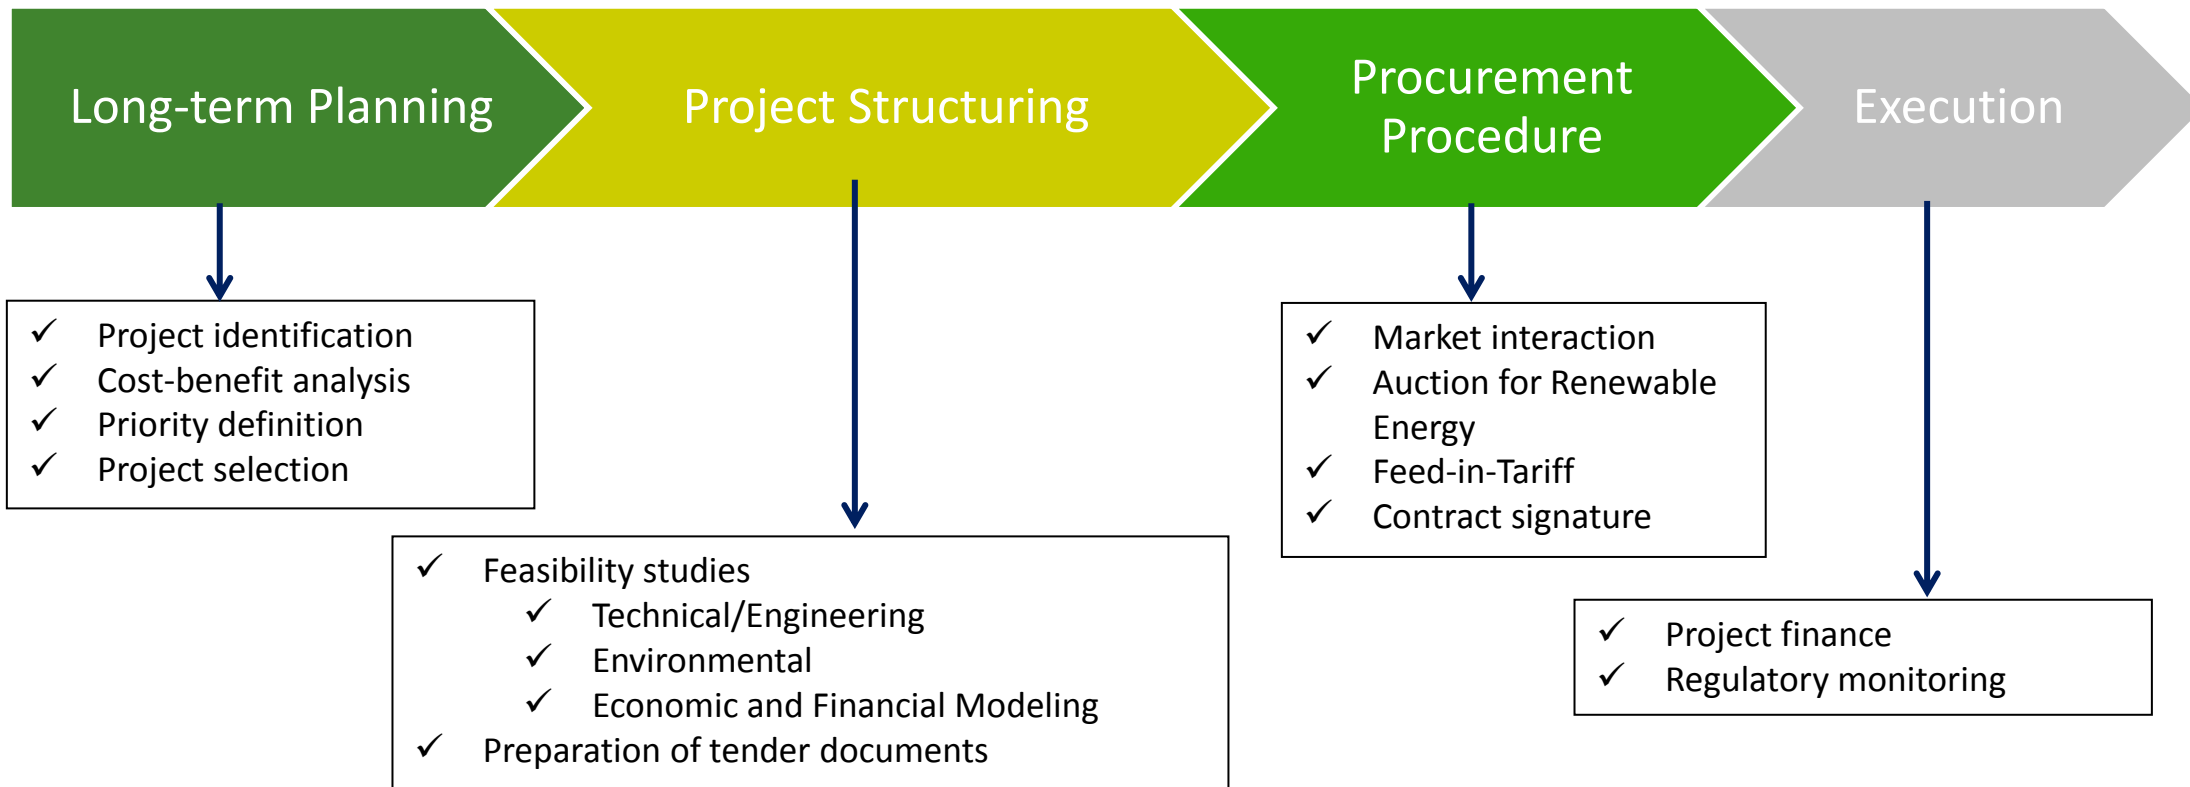 Long-term Planning
Project Structuring
Procurement
Procedure
Execution
✓ Project identification
✓ Cost-benefit analysis
✓ Priority definition
✓ Project selection
✓ Feasibility studies
✓ Technical/Engineering
✓ Environmental
✓ Economic and Financial Modeling
✓ Preparation of tender documents
✓ Market interaction
✓ Auction for Renewable
Energy
✓ Feed-in-Tariff
✓ Contract signature
✓ Project finance
✓ Regulatory monitoring